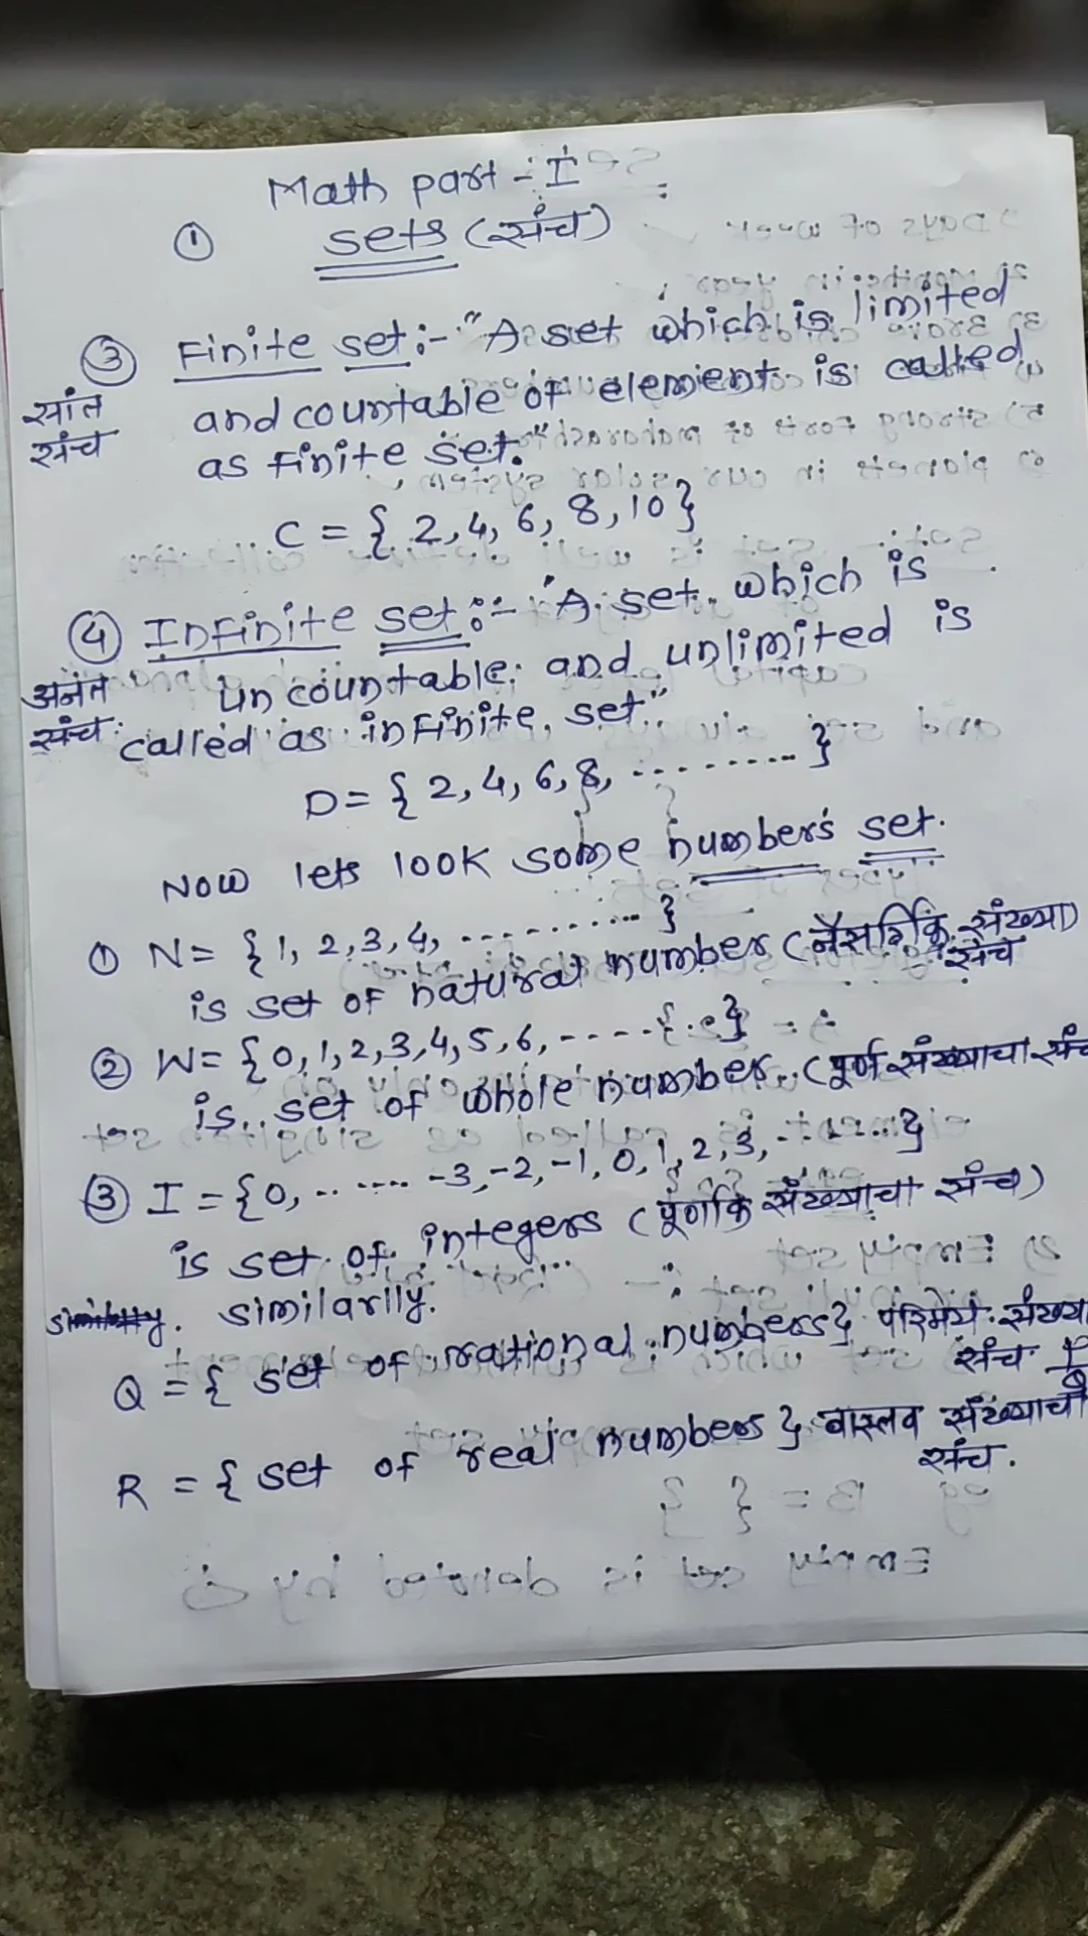 Math part - I
① sets (संच)
③ Finite set :- "A set which is limited
सांत संच
and countable of element is called
as finite set."
C = { 2, 4, 6, 8, 10 }
④ Infinite set :- "A set which is
अनंत संच
uncountable and unlimited is
called as infinite set."
D = { 2, 4, 6, 8, ......... }
Now lets look some numbers set.
① N = { 1, 2, 3, 4, .......... }
is set of natural number (नैसर्गिक संख्या संच
② W = { 0, 1, 2, 3, 4, 5, 6, ....... }
is set of whole number. (पूर्ण संख्याचा संच
③ I = { 0, ....... -3, -2, -1, 0, 1, 2, 3, ....... }
is set of integers (पूर्णांक संख्याचा संच)
similarlly.
Q = { set of rational numbers } परिमेय संख्या
संच
R = { set of real numbers } वास्तव संख्याचा
संच.